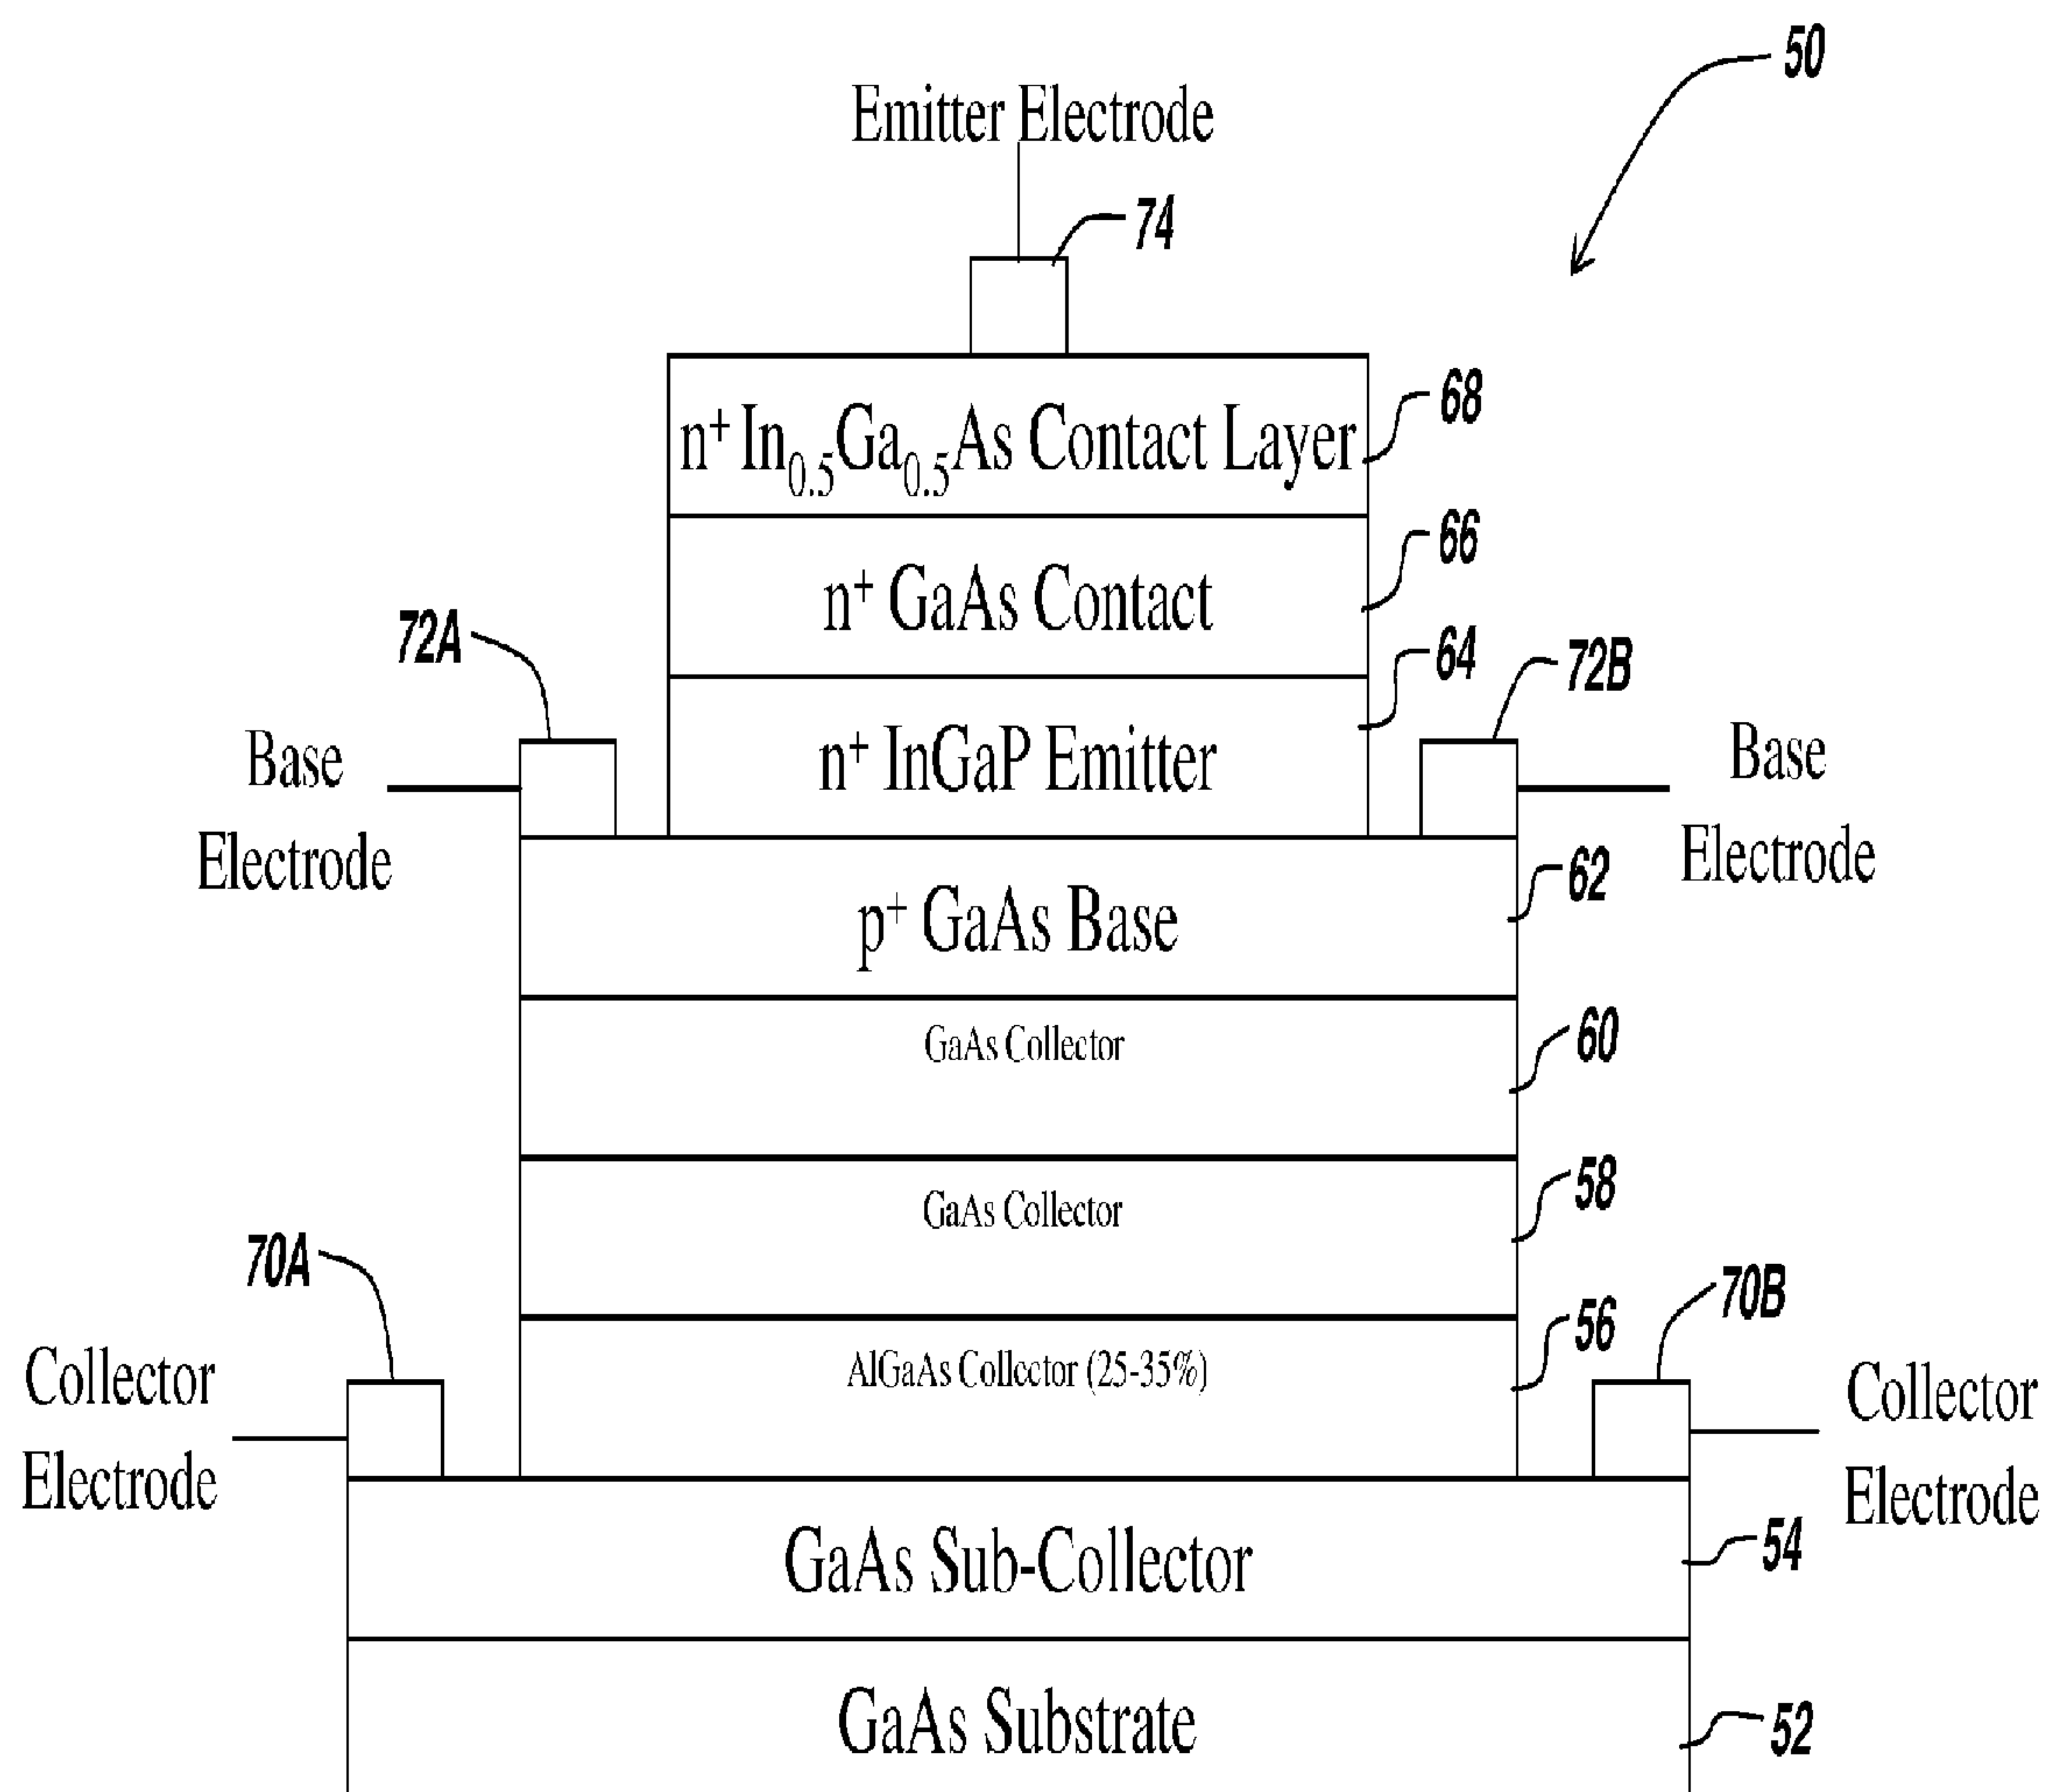 50
Emitter Electrode
74
n⁺ In₀.₅Ga₀.₅As Contact Layer
68
n⁺ GaAs Contact
66
72A
n⁺ InGaP Emitter
64
72B
Base
Electrode
Base
Electrode
p⁺ GaAs Base
62
GaAs Collector
60
GaAs Collector
58
70A
AlGaAs Collector (25-35%)
56
70B
Collector
Electrode
Collector
Electrode
GaAs Sub-Collector
54
GaAs Substrate
52